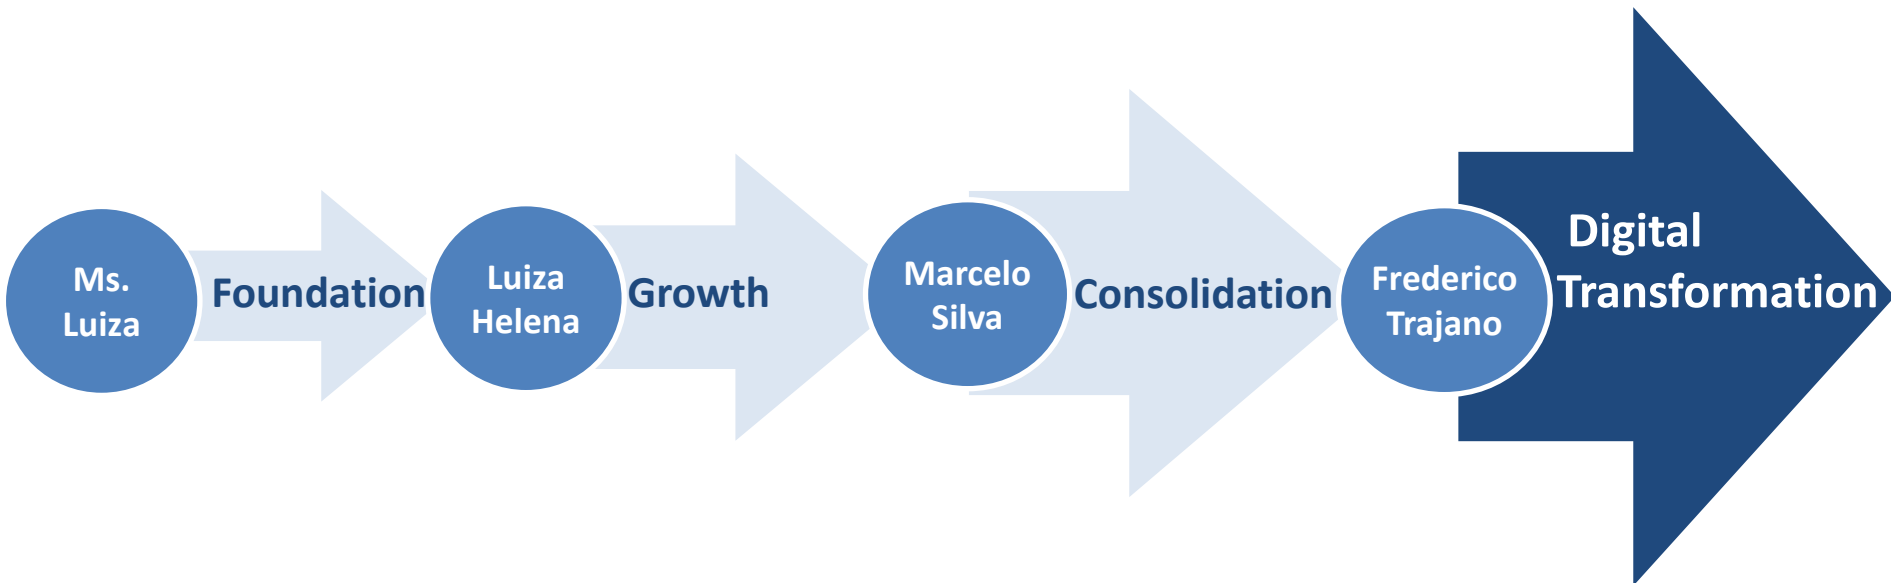 Ms.
Luiza
Foundation
Luiza
Helena
Growth
Marcelo
Silva
Consolidation
Frederico
Trajano
Digital
Transformation